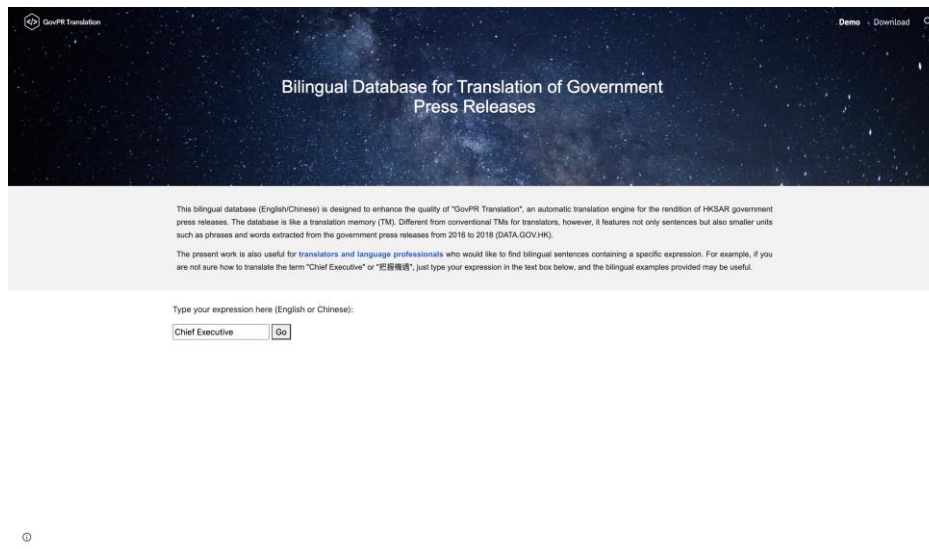 GovPR Translation
Demo
Download
Bilingual Database for Translation of Government
Press Releases
This bilingual database (English/Chinese) is designed to enhance the quality of "GovPR Translation", an automatic translation engine for the rendition of HKSAR government
press releases. The database is like a translation memory (TM). Different from conventional TMs for translators, however, it features not only sentences but also smaller units
such as phrases and words extracted from the government press releases from 2016 to 2018 (DATA.GOV.HK).
The present work is also useful for translators and language professionals who would like to find bilingual sentences containing a specific expression. For example, if you
are not sure how to translate the term "Chief Executive" or "把握機遇", just type your expression in the text box below, and the bilingual examples provided may be useful.
Type your expression here (English or Chinese):
Chief Executive
Go